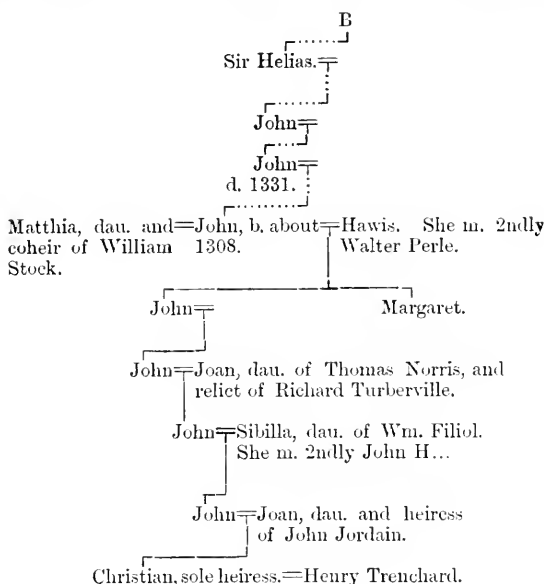 B
Sir Helias.
John
John
d. 1331.
Matthia, dau. and=John, b. about Hawis. She m. 2ndly
coheir of William 1308. Walter Perle.
Stock.
John Margaret.
John Joan, dau. of Thomas Norris, and
relict of Richard Turberville.
John Sibilla, dau. of Wm. Filiol.
She m. 2ndly John H...
John Joan, dau. and heiress
of John Jordain.
Christian, sole heiress.=Henry Trenchard.